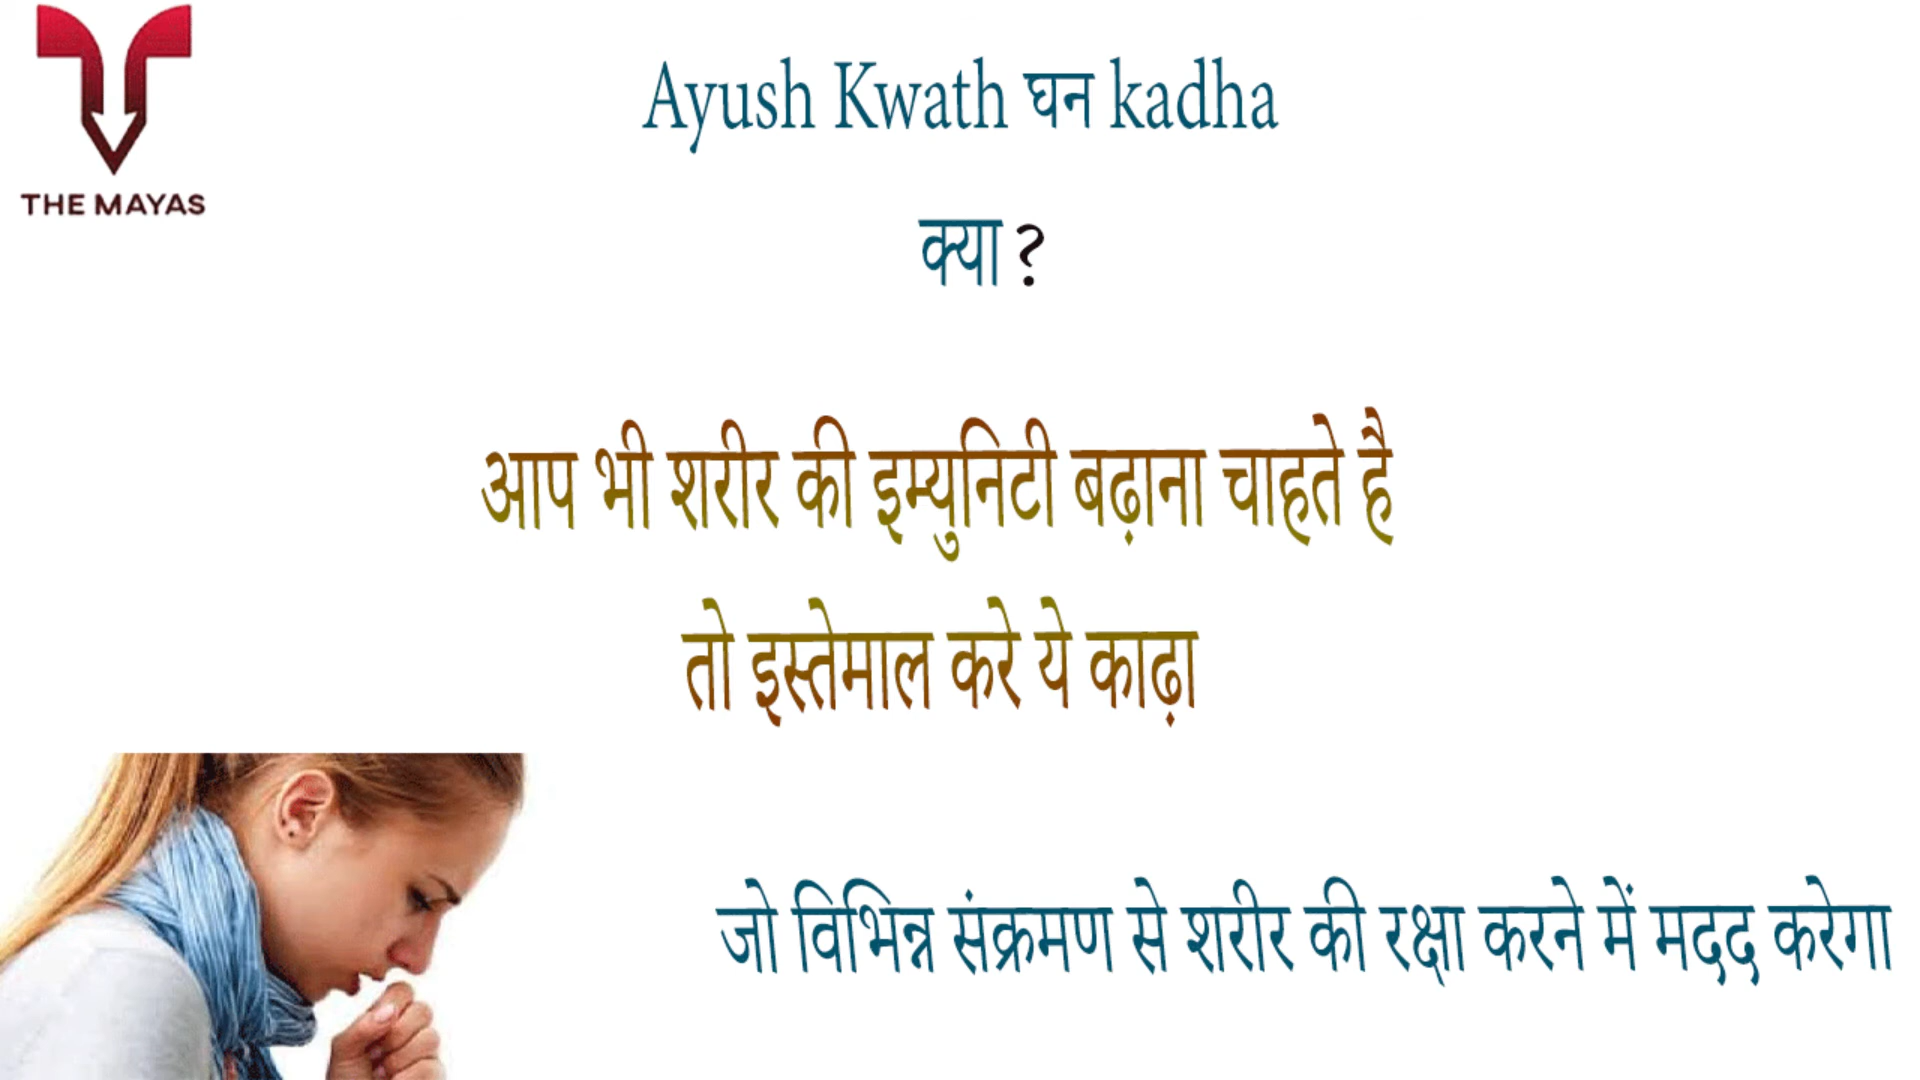 THE MAYAS
Ayush Kwath घन kadha
क्या ?
आप भी शरीर की इम्युनिटी बढ़ाना चाहते है
तो इस्तेमाल करे ये काढ़ा
जो विभिन्न संक्रमण से शरीर की रक्षा करने में मदद करेगा